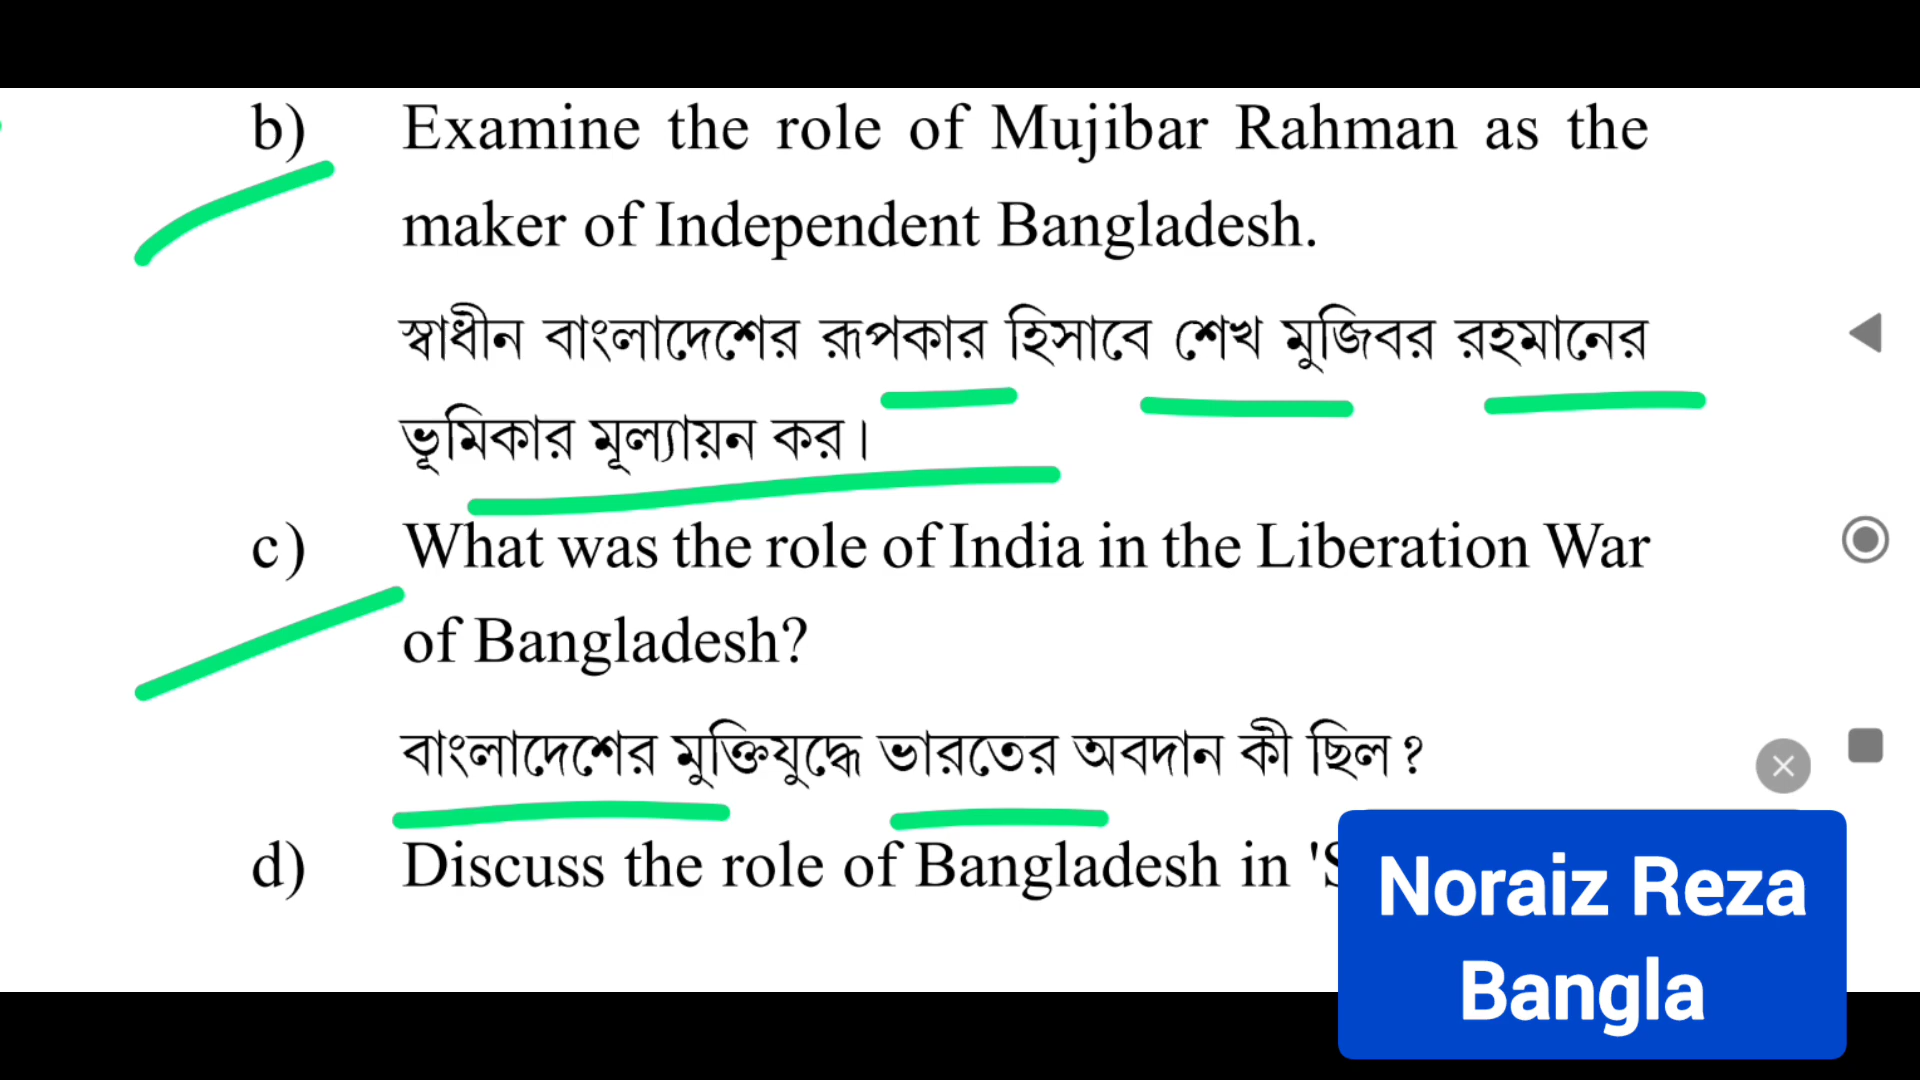 b) Examine the role of Mujibar Rahman as the
maker of Independent Bangladesh.
স্বাধীন বাংলাদেশের রূপকার হিসাবে শেখ মুজিবর রহমানের
ভূমিকার মূল্যায়ন কর।
c) What was the role of India in the Liberation War
of Bangladesh?
বাংলাদেশের মুক্তিযুদ্ধে ভারতের অবদান কী ছিল?
d) Discuss the role of Bangladesh in
Noraiz Reza
Bangla